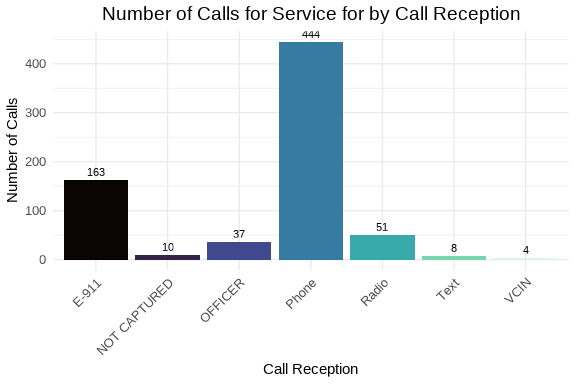 Number of Calls for Service for by Call Reception
444
400
300
200
100
0
163
10
37
51
8
4
Number of Calls
E-911
NOT CAPTURED
OFFICER
Phone
Radio
Text
VCIN
Call Reception